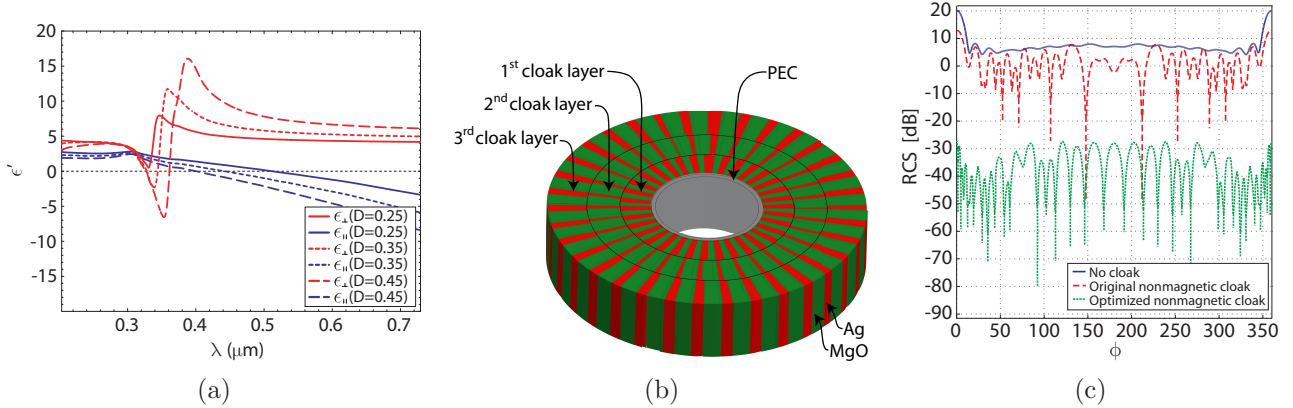 20
15
10
5
0
-5
-10
-15
ϵ′
ϵ⊥(D=0.25)
ϵ||(D=0.25)
ϵ⊥(D=0.35)
ϵ||(D=0.35)
ϵ⊥(D=0.45)
ϵ||(D=0.45)
0.3 0.4 0.5 0.6 0.7
λ (μm)
(a)
1st cloak layer
2nd cloak layer
3rd cloak layer
PEC
Ag
MgO
(b)
20
10
0
-10
-20
-30
-40
-50
-60
-70
-80
-90
RCS [dB]
No cloak
Original nonmagnetic cloak
Optimized nonmagnetic cloak
0 50 100 150 200 250 300 350
ϕ
(c)